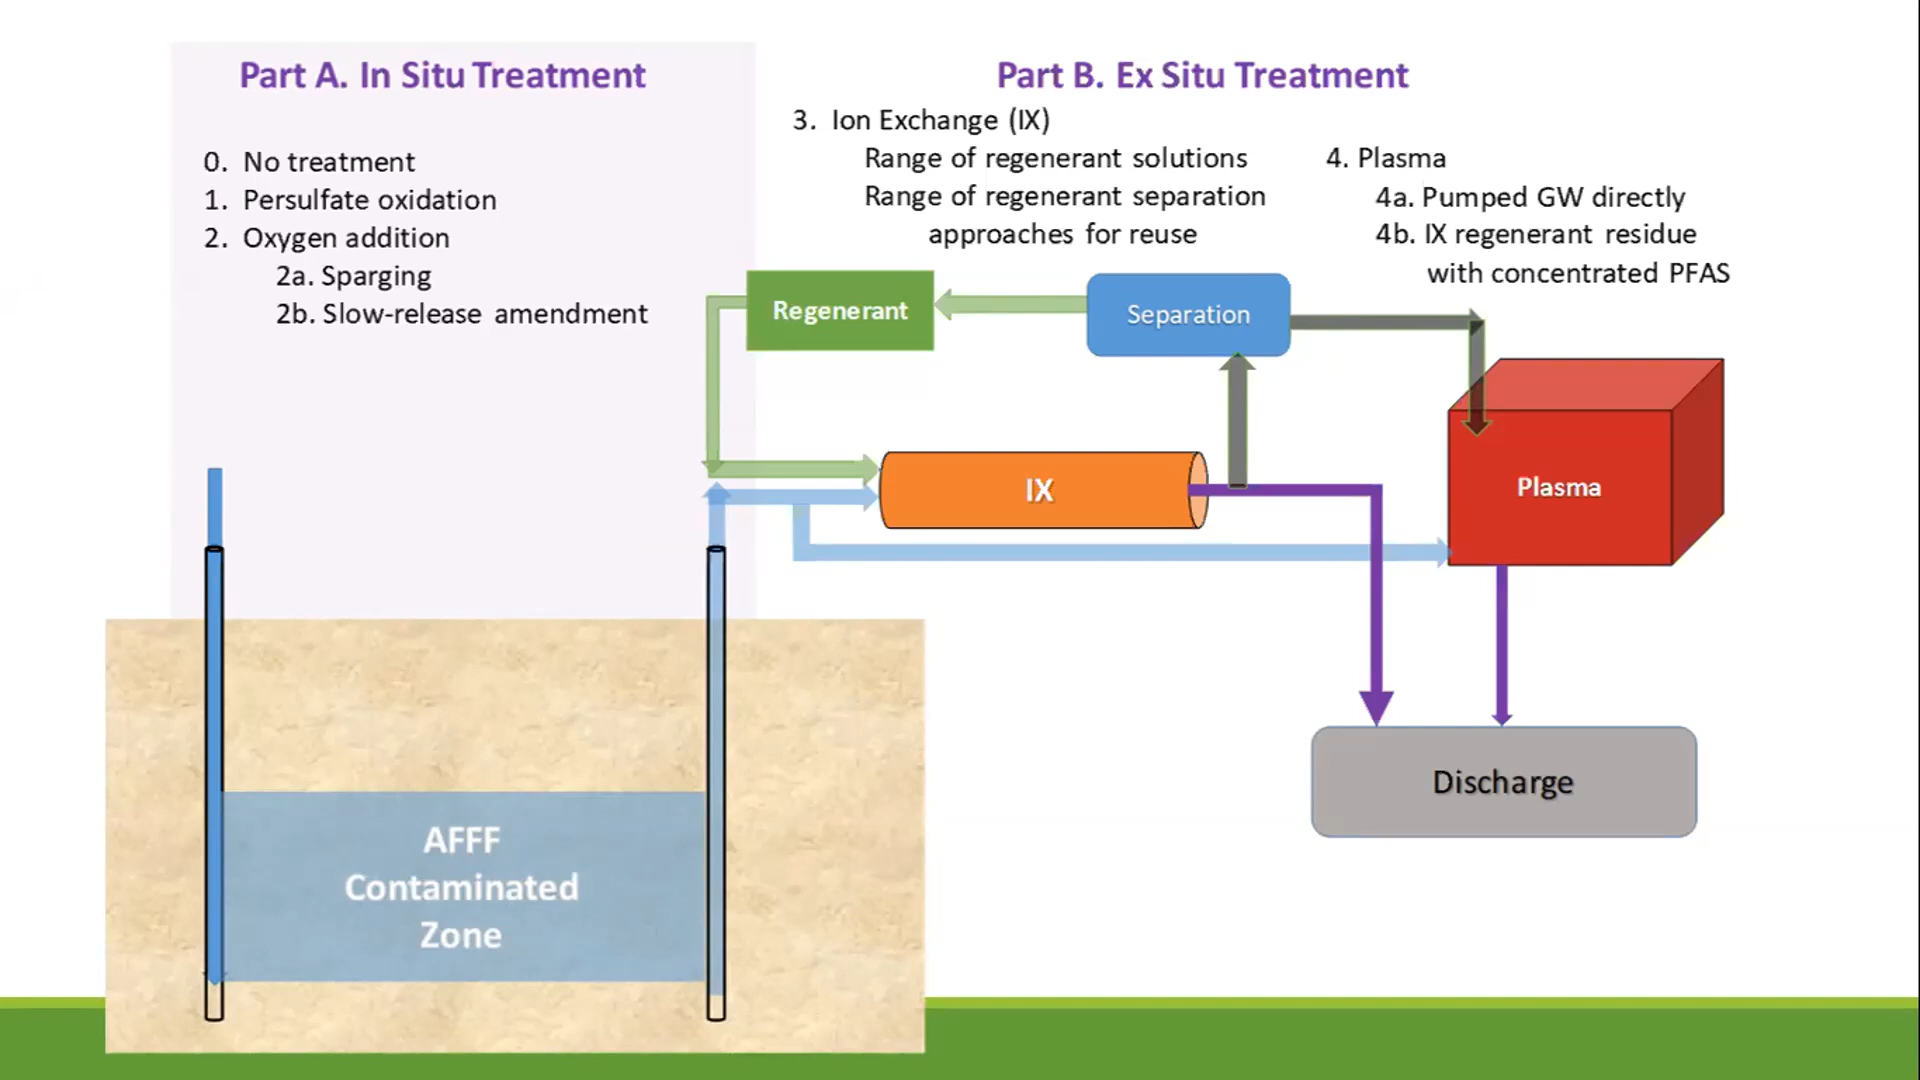 Part A. In Situ Treatment
0. No treatment
1. Persulfate oxidation
2. Oxygen addition
2a. Sparging
2b. Slow-release amendment
Part B. Ex Situ Treatment
3. Ion Exchange (IX)
Range of regenerant solutions
Range of regenerant separation
approaches for reuse
4. Plasma
4a. Pumped GW directly
4b. IX regenerant residue
with concentrated PFAS
Regenerant
Separation
IX
Plasma
Discharge
AFFF
Contaminated
Zone